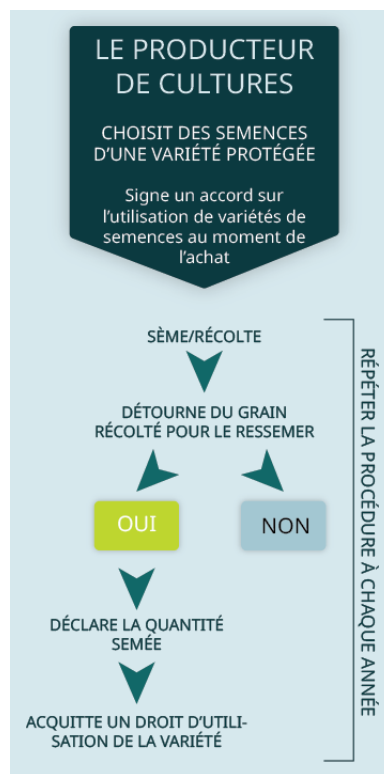 LE PRODUCTEUR
DE CULTURES
CHOISIT DES SEMENCES
D'UNE VARIÉTÉ PROTÉGÉE
Signe un accord sur
l'utilisation de variétés de
semences au moment de
l'achat
SÈME/RÉCOLTE
DÉTOURNE DU GRAIN
RÉCOLTÉ POUR LE RESSEMER
OUI
NON
DÉCLARE LA QUANTITÉ
SEMÉE
ACQUITTE UN DROIT D'UTILI-
SATION DE LA VARIÉTÉ
RÉPÉTER LA PROCÉDURE À CHAQUE ANNÉE